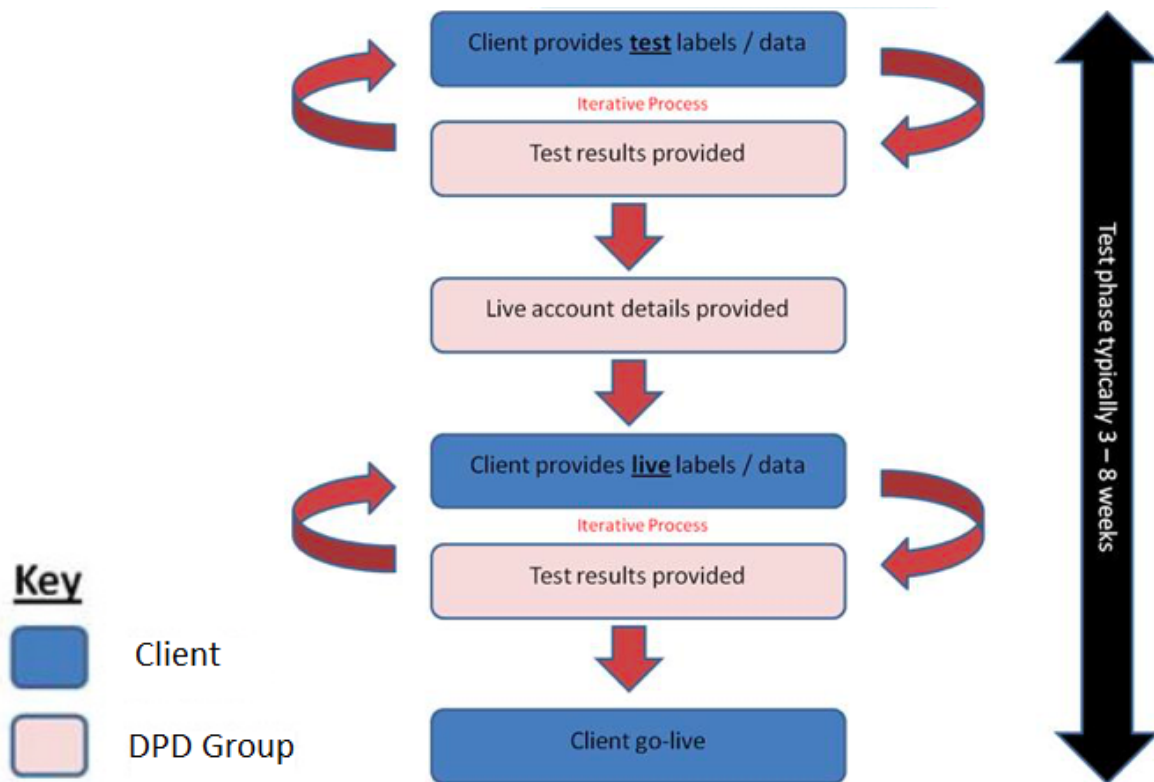 Client provides test labels / data
Iterative Process
Test results provided
Live account details provided
Client provides live labels / data
Iterative Process
Test results provided
Client go-live
Test phase typically 3 – 8 weeks
Key
Client
DPD Group